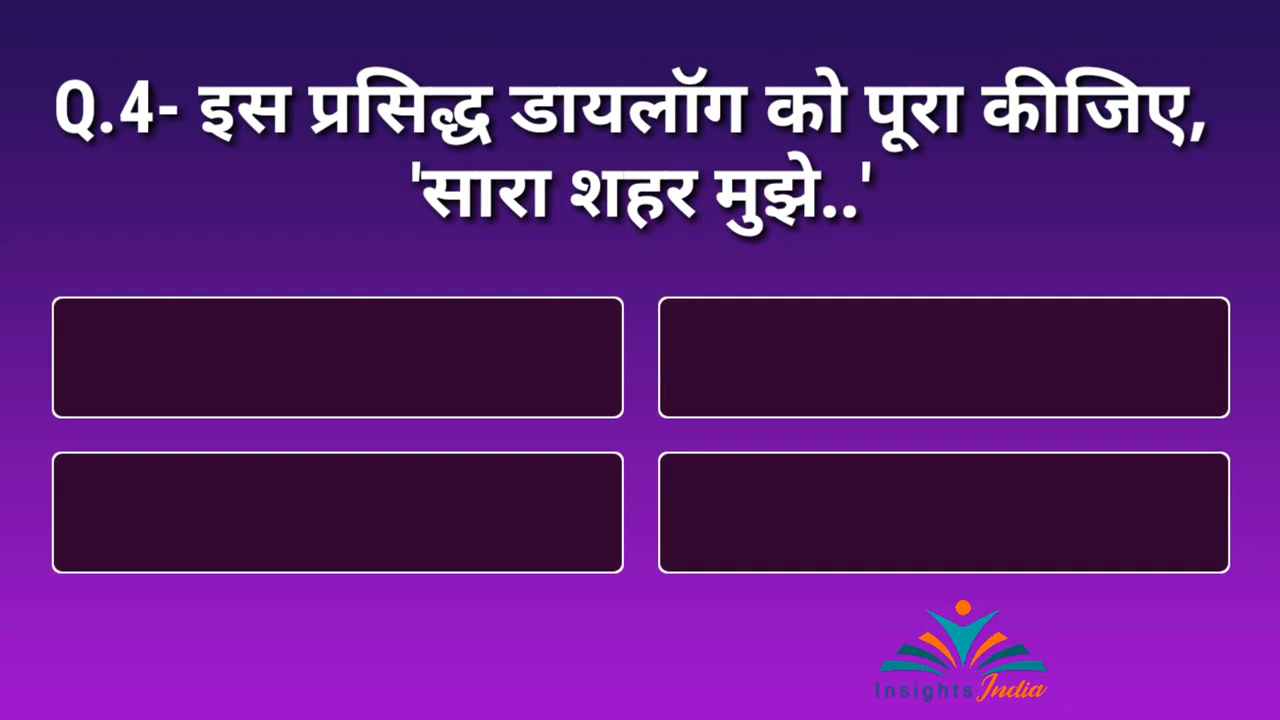 Q.4- इस प्रसिद्ध डायलॉग को पूरा कीजिए,
'सारा शहर मुझे..'
Insights India